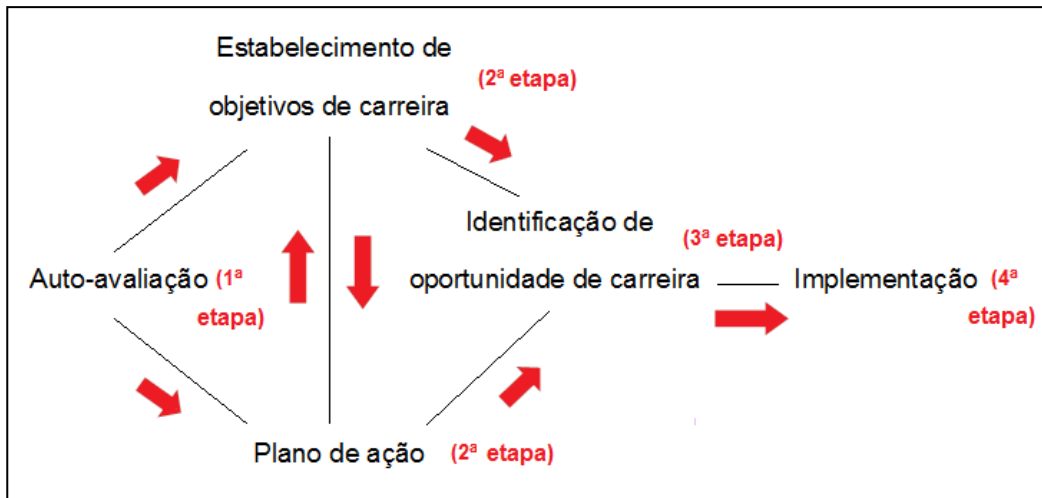 Estabelecimento de
(2ª etapa)
objetivos de carreira
Identificação de
(3ª etapa)
Auto-avaliação (1ª
etapa)
oportunidade de carreira
Implementação (4ª
etapa)
Plano de ação (2ª etapa)